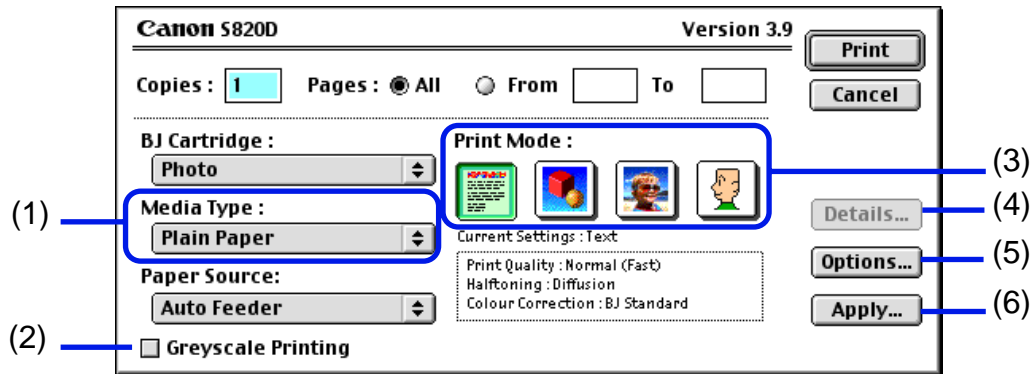 Canon S820D Version 3.9
Print
Copies : 1 Pages : All From To
Cancel
BJ Cartridge : Print Mode :
Photo
(3)
(1) Media Type :
Details... (4)
Plain Paper
Current Settings : Text
Paper Source:
Print Quality : Normal (Fast)
Options... (5)
Halftoning : Diffusion
Auto Feeder
Colour Correction : BJ Standard
Apply... (6)
(2) Greyscale Printing